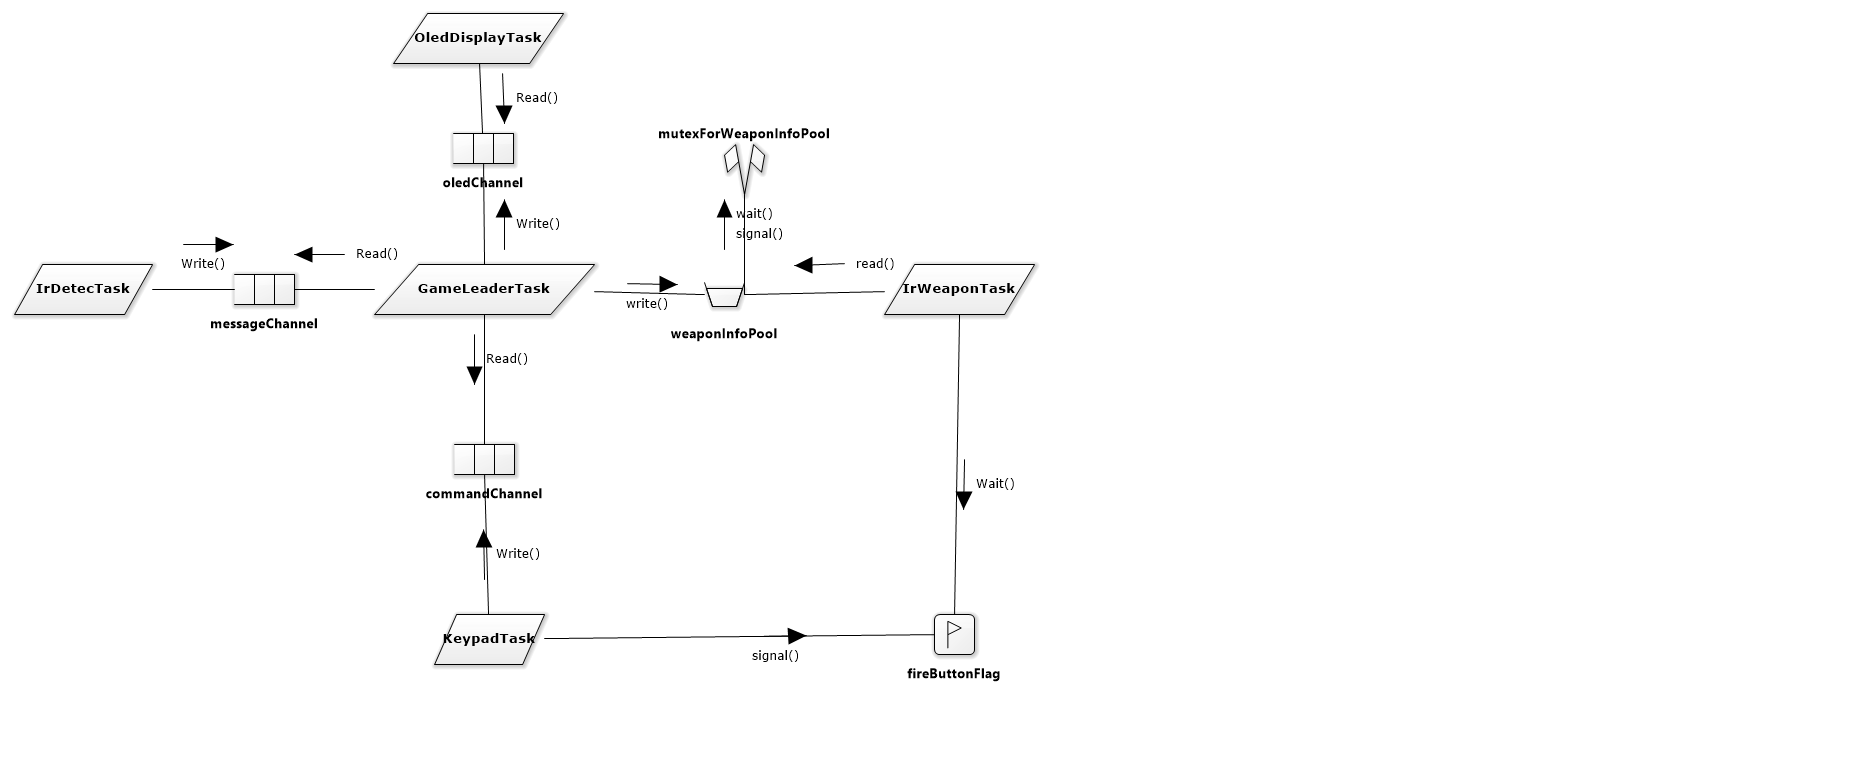 OledDisplayTask
Read()
mutexForWeaponInfoPool
oledChannel
wait()
signal()
Write()
Write()
Read()
read()
IrDetecTask
GameLeaderTask
IrWeaponTask
write()
messageChannel
weaponInfoPool
Read()
Wait()
commandChannel
Write()
KeypadTask
signal()
fireButtonFlag